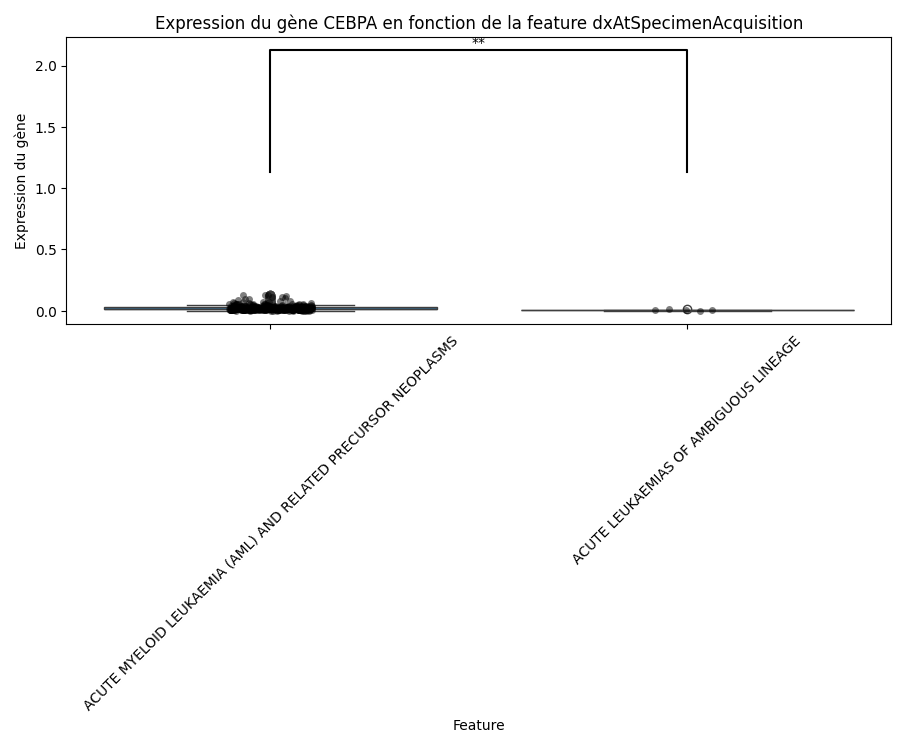 Expression du gène CEBPA en fonction de la feature dxAtSpecimenAcquisition
**
2.0
1.5
1.0
0.5
0.0
Expression du gène
ACUTE MYELOID LEUKAEMIA (AML) AND RELATED PRECURSOR NEOPLASMS
ACUTE LEUKAEMIAS OF AMBIGUOUS LINEAGE
Feature